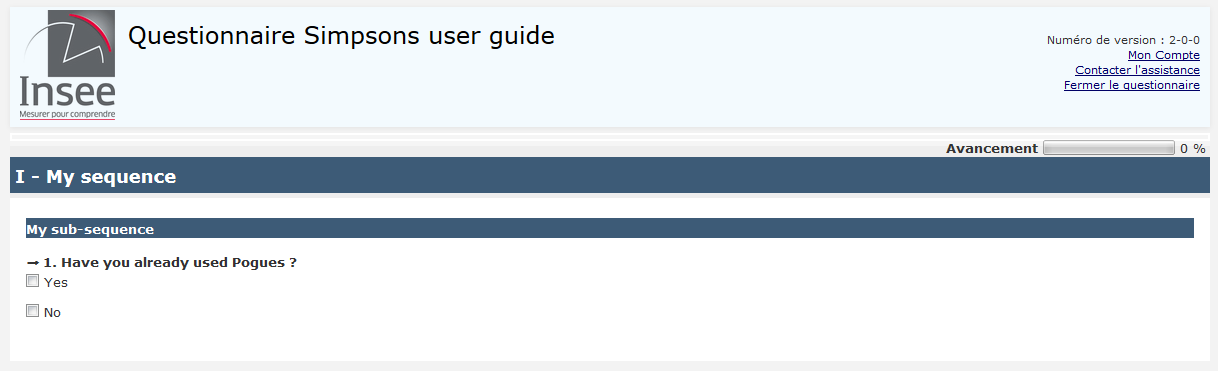 Insee
Mesurer pour comprendre
Questionnaire Simpsons user guide
Numéro de version : 2-0-0
Mon Compte
Contacter l'assistance
Fermer le questionnaire
Avancement 0 %
I - My sequence
My sub-sequence
➞ 1. Have you already used Pogues ?
Yes
No